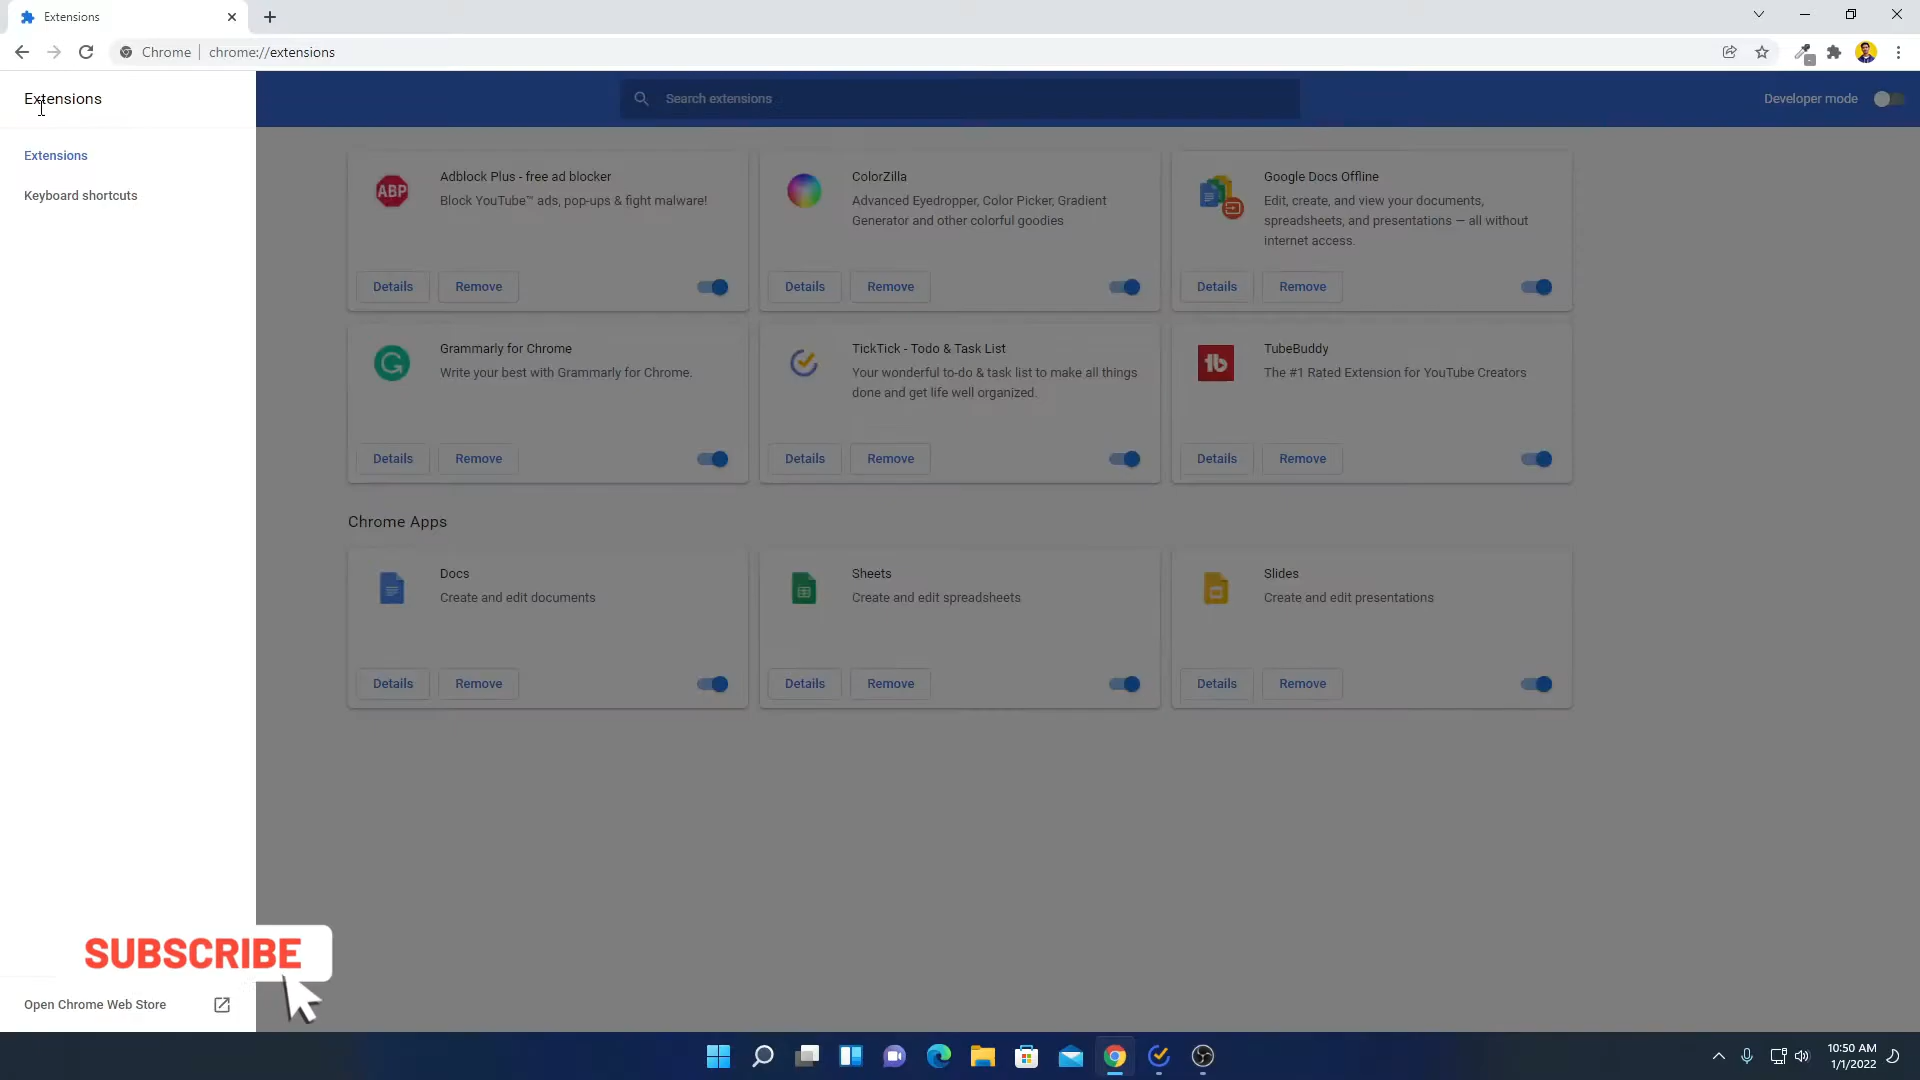 Extensions
Chrome
chrome://extensions
Extensions
Search extensions
Developer mode
Extensions
Keyboard shortcuts
ABP
Adblock Plus - free ad blocker
Block YouTube™ ads, pop-ups & fight malware!
Details
Remove
ColorZilla
Advanced Eyedropper, Color Picker, Gradient
Generator and other colorful goodies
Details
Remove
Google Docs Offline
Edit, create, and view your documents,
spreadsheets, and presentations — all without
internet access.
Details
Remove
G
Grammarly for Chrome
Write your best with Grammarly for Chrome.
Details
Remove
TickTick - Todo & Task List
Your wonderful to-do & task list to make all things
done and get life well organized.
Details
Remove
tb
TubeBuddy
The #1 Rated Extension for YouTube Creators
Details
Remove
Chrome Apps
Docs
Create and edit documents
Details
Remove
Sheets
Create and edit spreadsheets
Details
Remove
Slides
Create and edit presentations
Details
Remove
SUBSCRIBE
Open Chrome Web Store
10:50 AM
1/1/2022